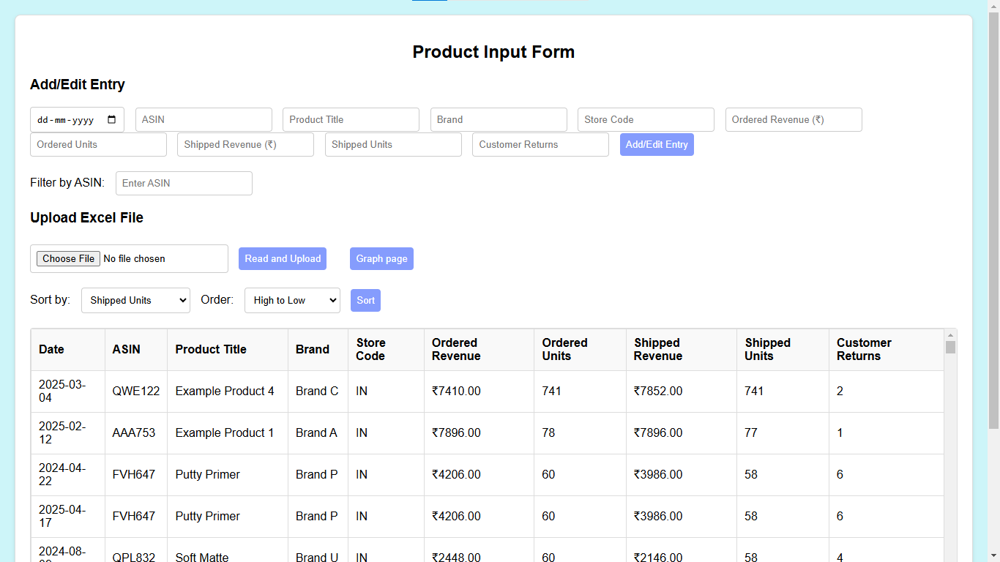 Product Input Form
Add/Edit Entry
dd-mm-yyyy ASIN Product Title Brand Store Code Ordered Revenue (₹)
Ordered Units Shipped Revenue (₹) Shipped Units Customer Returns Add/Edit Entry
Filter by ASIN: Enter ASIN
Upload Excel File
Choose File No file chosen Read and Upload Graph page
Sort by: Shipped Units Order: High to Low Sort
Date ASIN Product Title Brand Store Code Ordered Revenue Ordered Units Shipped Revenue Shipped Units Customer Returns
2025-03-04 QWE122 Example Product 4 Brand C IN ₹7410.00 741 ₹7852.00 741 2
2025-02-12 AAA753 Example Product 1 Brand A IN ₹7896.00 78 ₹7896.00 77 1
2024-04-22 FVH647 Putty Primer Brand P IN ₹4206.00 60 ₹3986.00 58 6
2025-04-17 FVH647 Putty Primer Brand P IN ₹4206.00 60 ₹3986.00 58 6
2024-08- QPL832 Soft Matte Brand U IN ₹2448.00 60 ₹2146.00 58 4